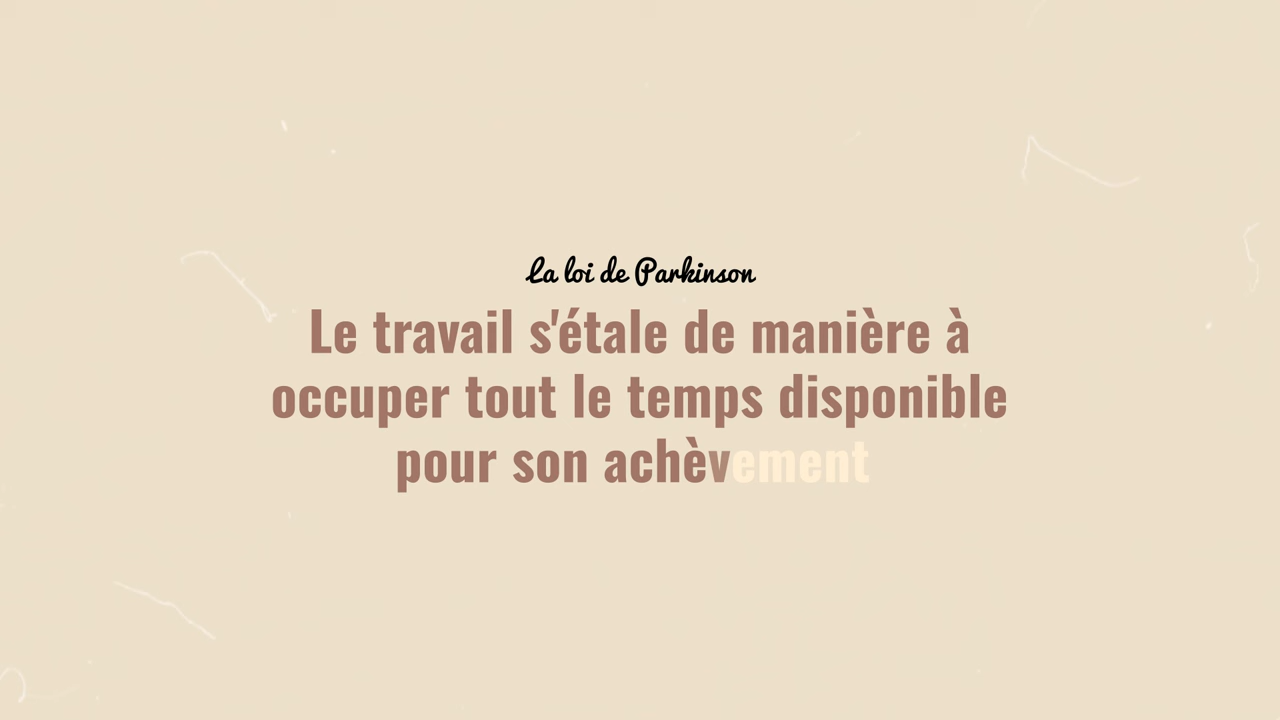 La loi de Parkinson
Le travail s'étale de manière à
occuper tout le temps disponible
pour son achèvement